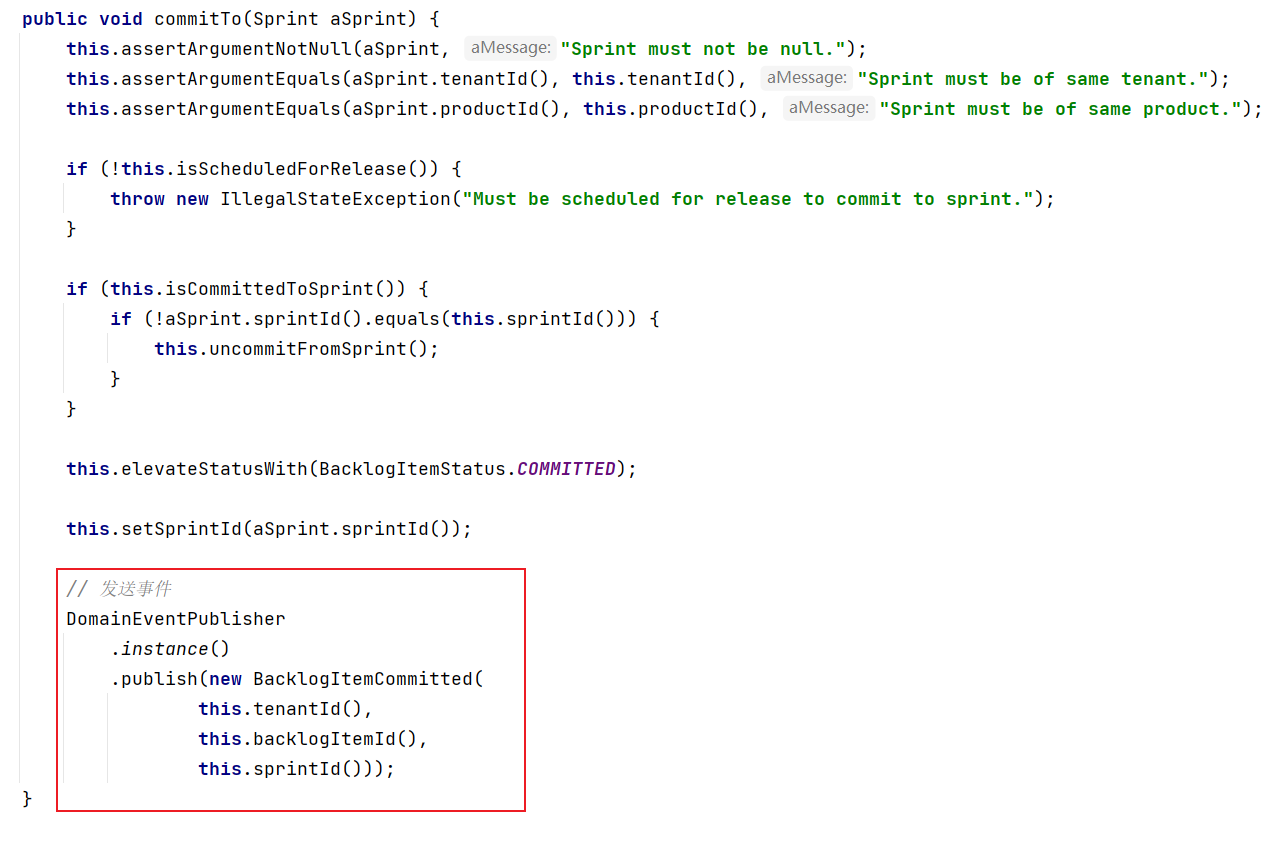 public void commitTo(Sprint aSprint) {
this.assertArgumentNotNull(aSprint, aMessage: "Sprint must not be null.");
this.assertArgumentEquals(aSprint.tenantId(), this.tenantId(), aMessage: "Sprint must be of same tenant.");
this.assertArgumentEquals(aSprint.productId(), this.productId(), aMessage: "Sprint must be of same product.");
if (!this.isScheduledForRelease()) {
throw new IllegalStateException("Must be scheduled for release to commit to sprint.");
}
if (this.isCommittedToSprint()) {
if (!aSprint.sprintId().equals(this.sprintId())) {
this.uncommitFromSprint();
}
}
this.elevateStatusWith(BacklogItemStatus.COMMITTED);
this.setSprintId(aSprint.sprintId());
// 发送事件
DomainEventPublisher
.instance()
.publish(new BacklogItemCommitted(
this.tenantId(),
this.backlogItemId(),
this.sprintId()));
}